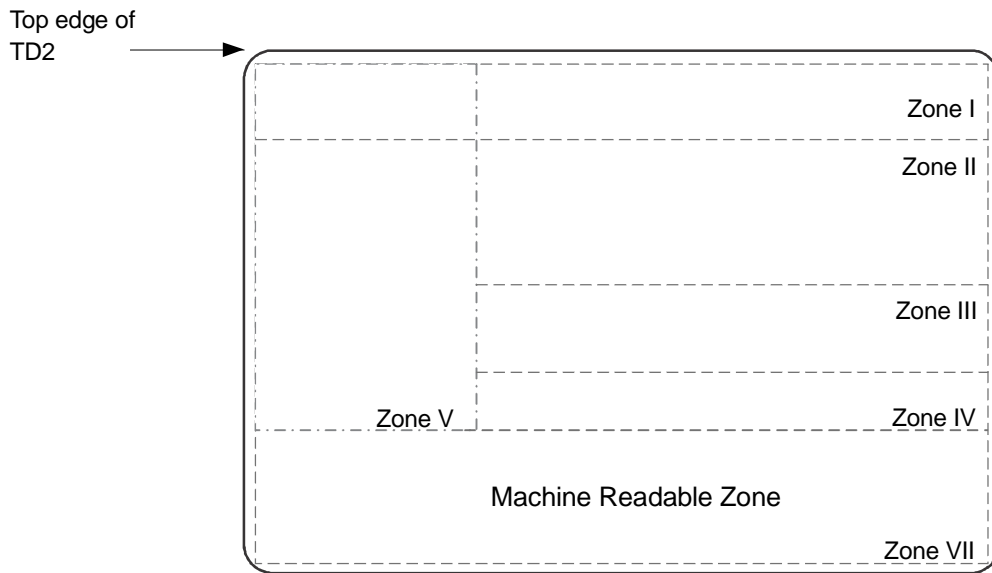 Top edge of
TD2
Zone I
Zone II
Zone III
Zone V
Zone IV
Machine Readable Zone
Zone VII